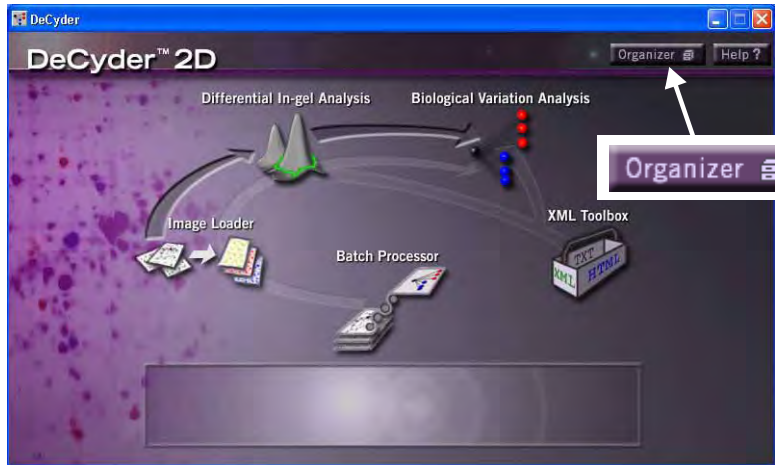 DeCyder
DeCyder™ 2D
Organizer
Help ?
Differential In-gel Analysis
Biological Variation Analysis
Organizer
Image Loader
XML Toolbox
Batch Processor
TXT
XML
HTML